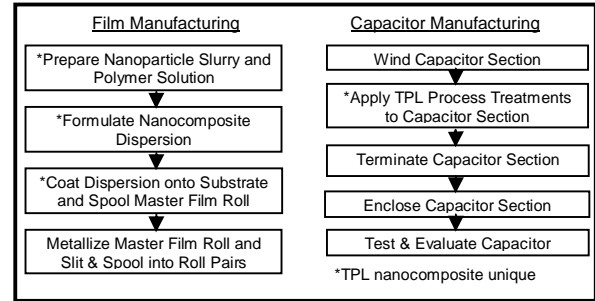 Film Manufacturing
*Prepare Nanoparticle Slurry and
Polymer Solution
*Formulate Nanocomposite
Dispersion
*Coat Dispersion onto Substrate
and Spool Master Film Roll
Metallize Master Film Roll and
Slit & Spool into Roll Pairs
Capacitor Manufacturing
Wind Capacitor Section
*Apply TPL Process Treatments
to Capacitor Section
Terminate Capacitor Section
Enclose Capacitor Section
Test & Evaluate Capacitor
*TPL nanocomposite unique